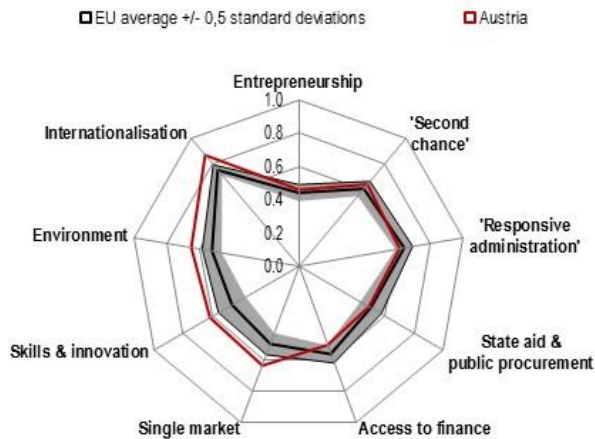 EU average +/- 0,5 standard deviations
Austria
Entrepreneurship
1.0
0.8
0.6
0.4
0.2
0.0
'Second
chance'
'Responsive
administration'
State aid &
public procurement
Access to finance
Single market
Skills & innovation
Environment
Internationalisation